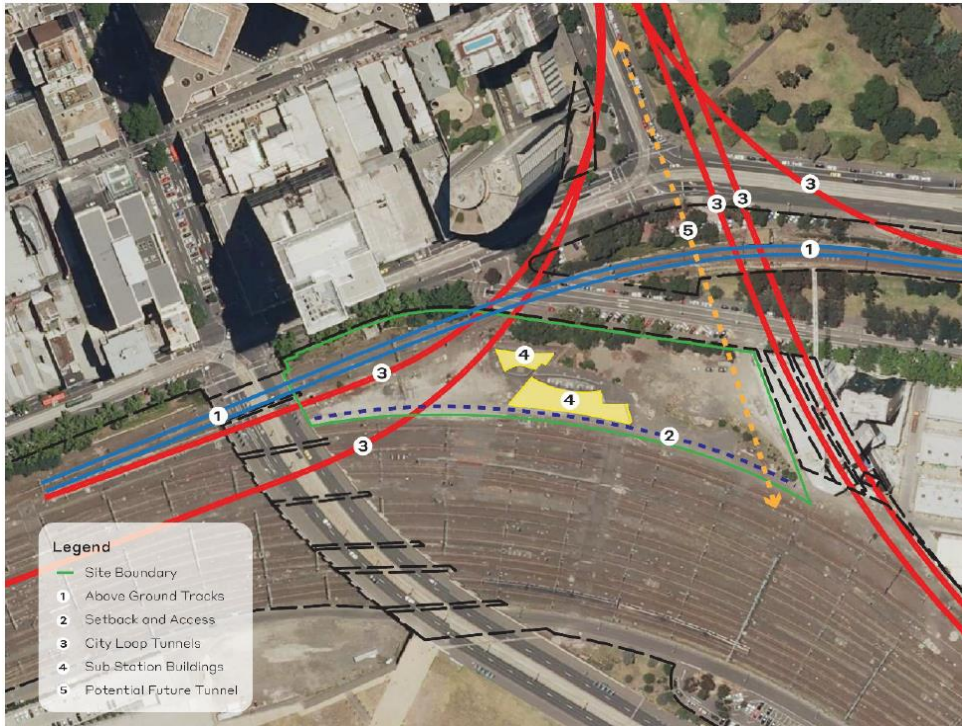 3
3
3
5
1
4
3
4
1
2
3
Legend
Site Boundary
1 Above Ground Tracks
2 Setback and Access
3 City Loop Tunnels
4 Sub Station Buildings
5 Potential Future Tunnel